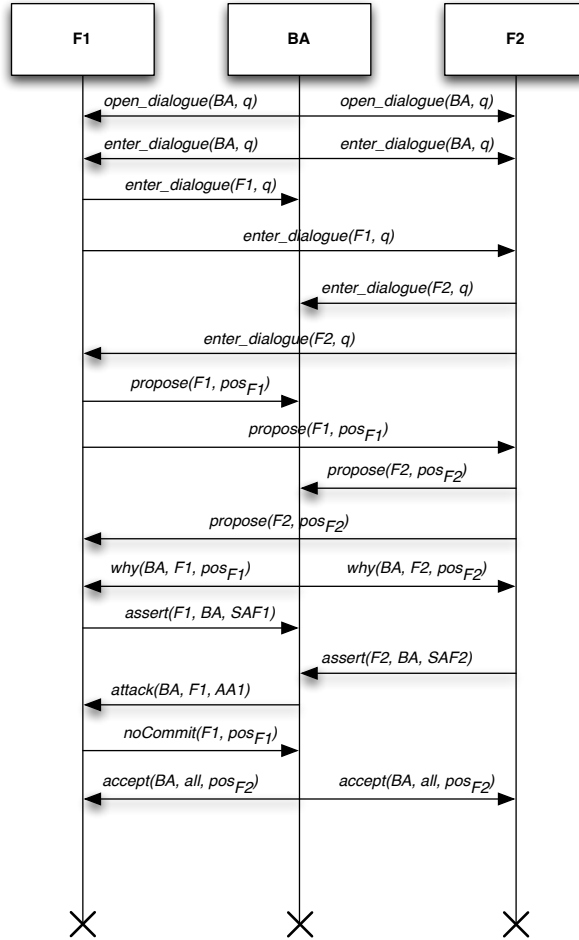 F1 BA F2
open_dialogue(BA, q) open_dialogue(BA, q)
enter_dialogue(BA, q) enter_dialogue(BA, q)
enter_dialogue(F1, q)
enter_dialogue(F1, q)
enter_dialogue(F2, q)
enter_dialogue(F2, q)
propose(F1, posF1)
propose(F1, posF1)
propose(F2, posF2)
propose(F2, posF2)
why(BA, F1, posF1) why(BA, F2, posF2)
assert(F1, BA, SAF1)
assert(F2, BA, SAF2)
attack(BA, F1, AA1)
noCommit(F1, posF1)
accept(BA, all, posF2) accept(BA, all, posF2)